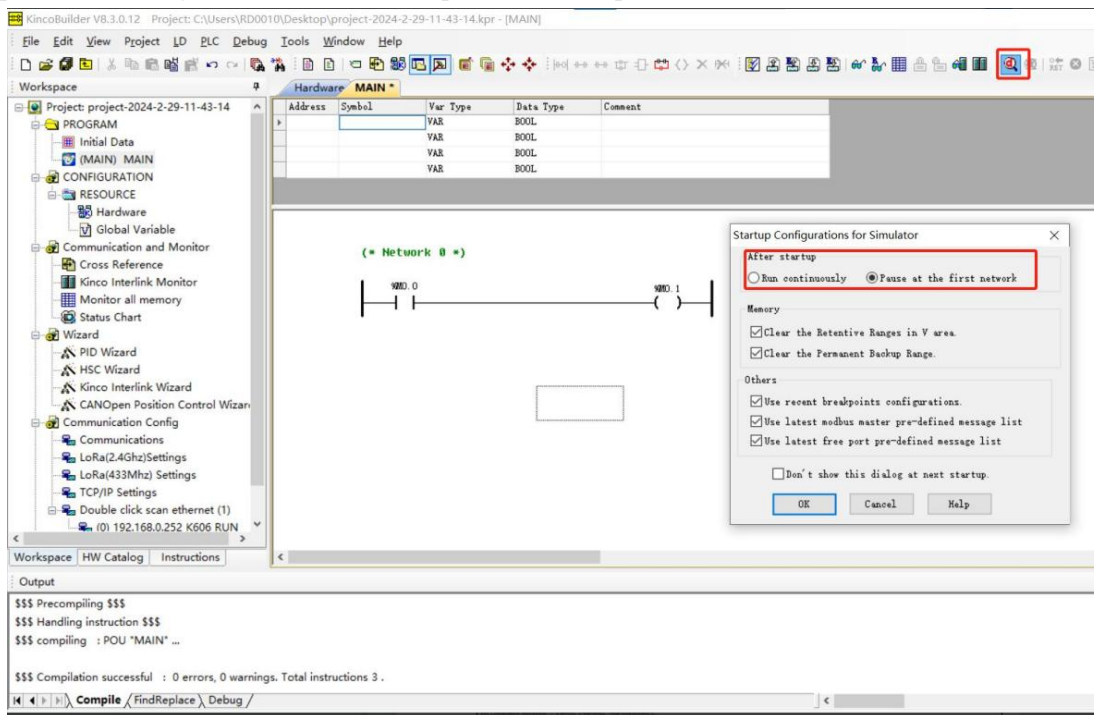 KincoBuilder V8.3.0.12 Project: C:\Users\RD0010\Desktop\project-2024-2-29-11-43-14.kpr - [MAIN]
File Edit View Project LD PLC Debug Tools Window Help
Workspace
Hardware MAIN *
Project: project-2024-2-29-11-43-14
PROGRAM
Initial Data
(MAIN) MAIN
CONFIGURATION
RESOURCE
Hardware
Global Variable
Communication and Monitor
Cross Reference
Kinco Interlink Monitor
Monitor all memory
Status Chart
Wizard
PID Wizard
HSC Wizard
Kinco Interlink Wizard
CANOpen Position Control Wizar
Communication Config
Communications
LoRa(2.4Ghz)Settings
LoRa(433Mhz) Settings
TCP/IP Settings
Double click scan ethernet (1)
(0) 192.168.0.252 K606 RUN
Workspace HW Catalog Instructions
Address Symbol Var Type Data Type Comment
VAR BOOL
VAR BOOL
VAR BOOL
VAR BOOL
(* Network 0 *)
%M0.0 %M0.1
Startup Configurations for Simulator
After startup
Run continuously Pause at the first network
Memory
Clear the Retentive Ranges in V area.
Clear the Permanent Backup Range.
Others
Use recent breakpoints configurations.
Use latest modbus master pre-defined message list
Use latest free port pre-defined message list
Don't show this dialog at next startup.
OK Cancel Help
Output
$$$ Precompiling $$$
$$$ Handling instruction $$$
$$$ compiling : POU "MAIN" ...
$$$ Compilation successful : 0 errors, 0 warnings. Total instructions 3 .
Compile FindReplace Debug